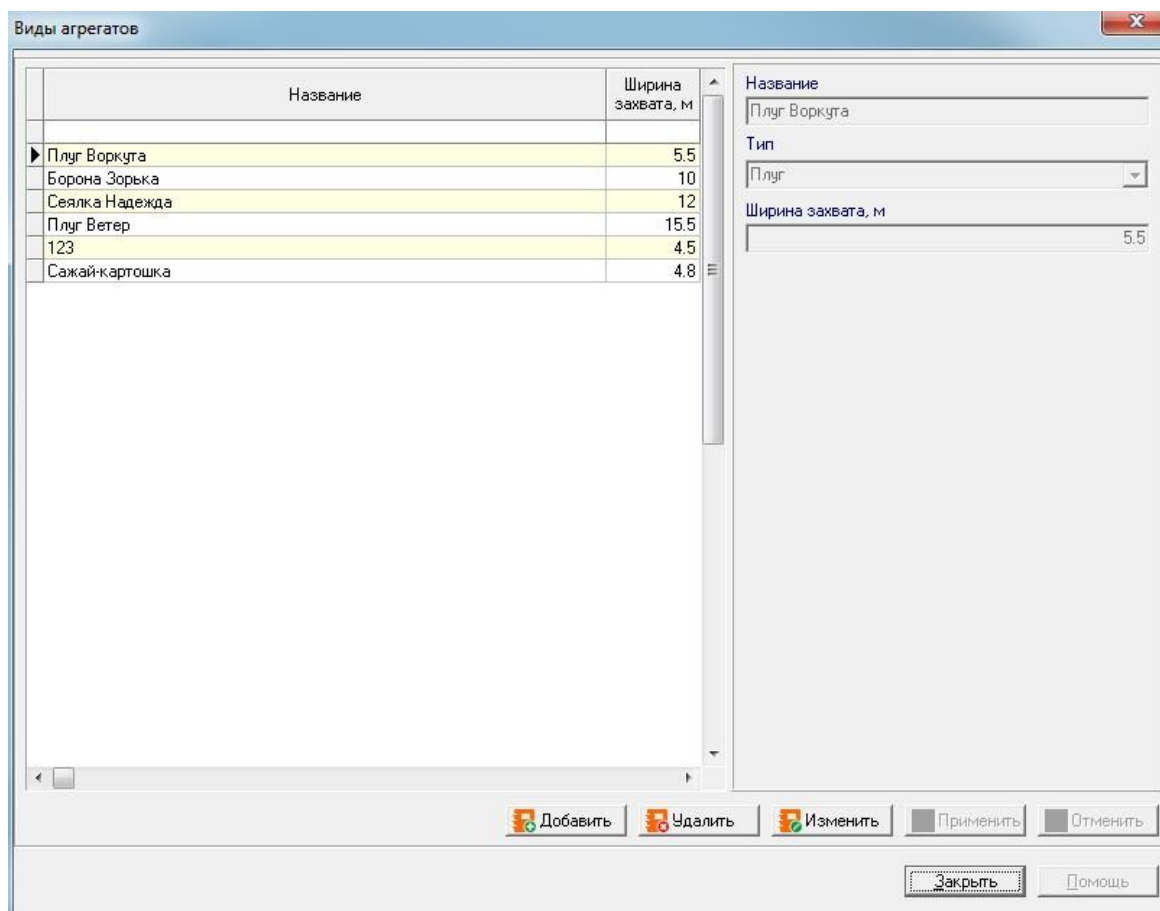 Виды агрегатов
Название
Ширина
захвата, м
Плуг Воркута 5.5
Борона Зорька 10
Сеялка Надежда 12
Плуг Ветер 15.5
123 4.5
Сажай-картошка 4.8
Название
Плуг Воркута
Тип
Плуг
Ширина захвата, м
5.5
Добавить Удалить Изменить Применить Отменить
Закрыть Помощь